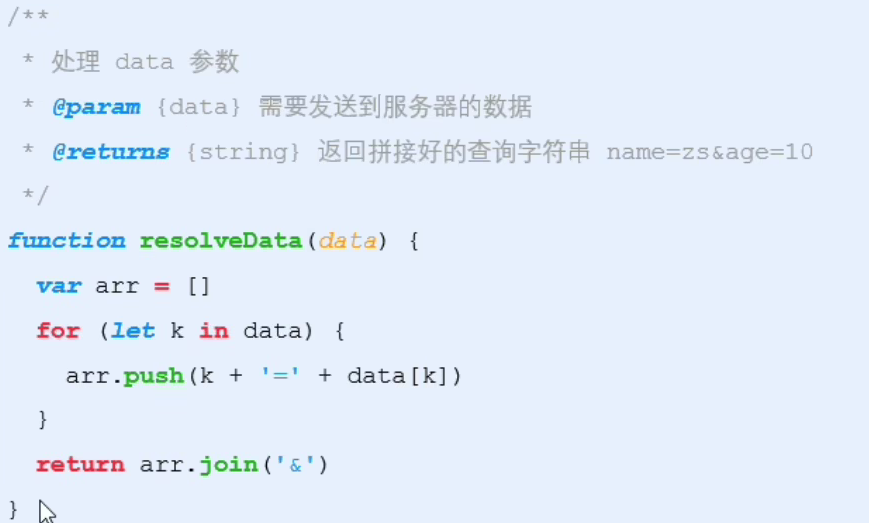 /**
 * 处理 data 参数
 * @param {data} 需要发送到服务器的数据
 * @returns {string} 返回拼接好的查询字符串 name=zs&age=10
 */
function resolveData(data) {
  var arr = []
  for (let k in data) {
    arr.push(k + '=' + data[k])
  }
  return arr.join('&')
}